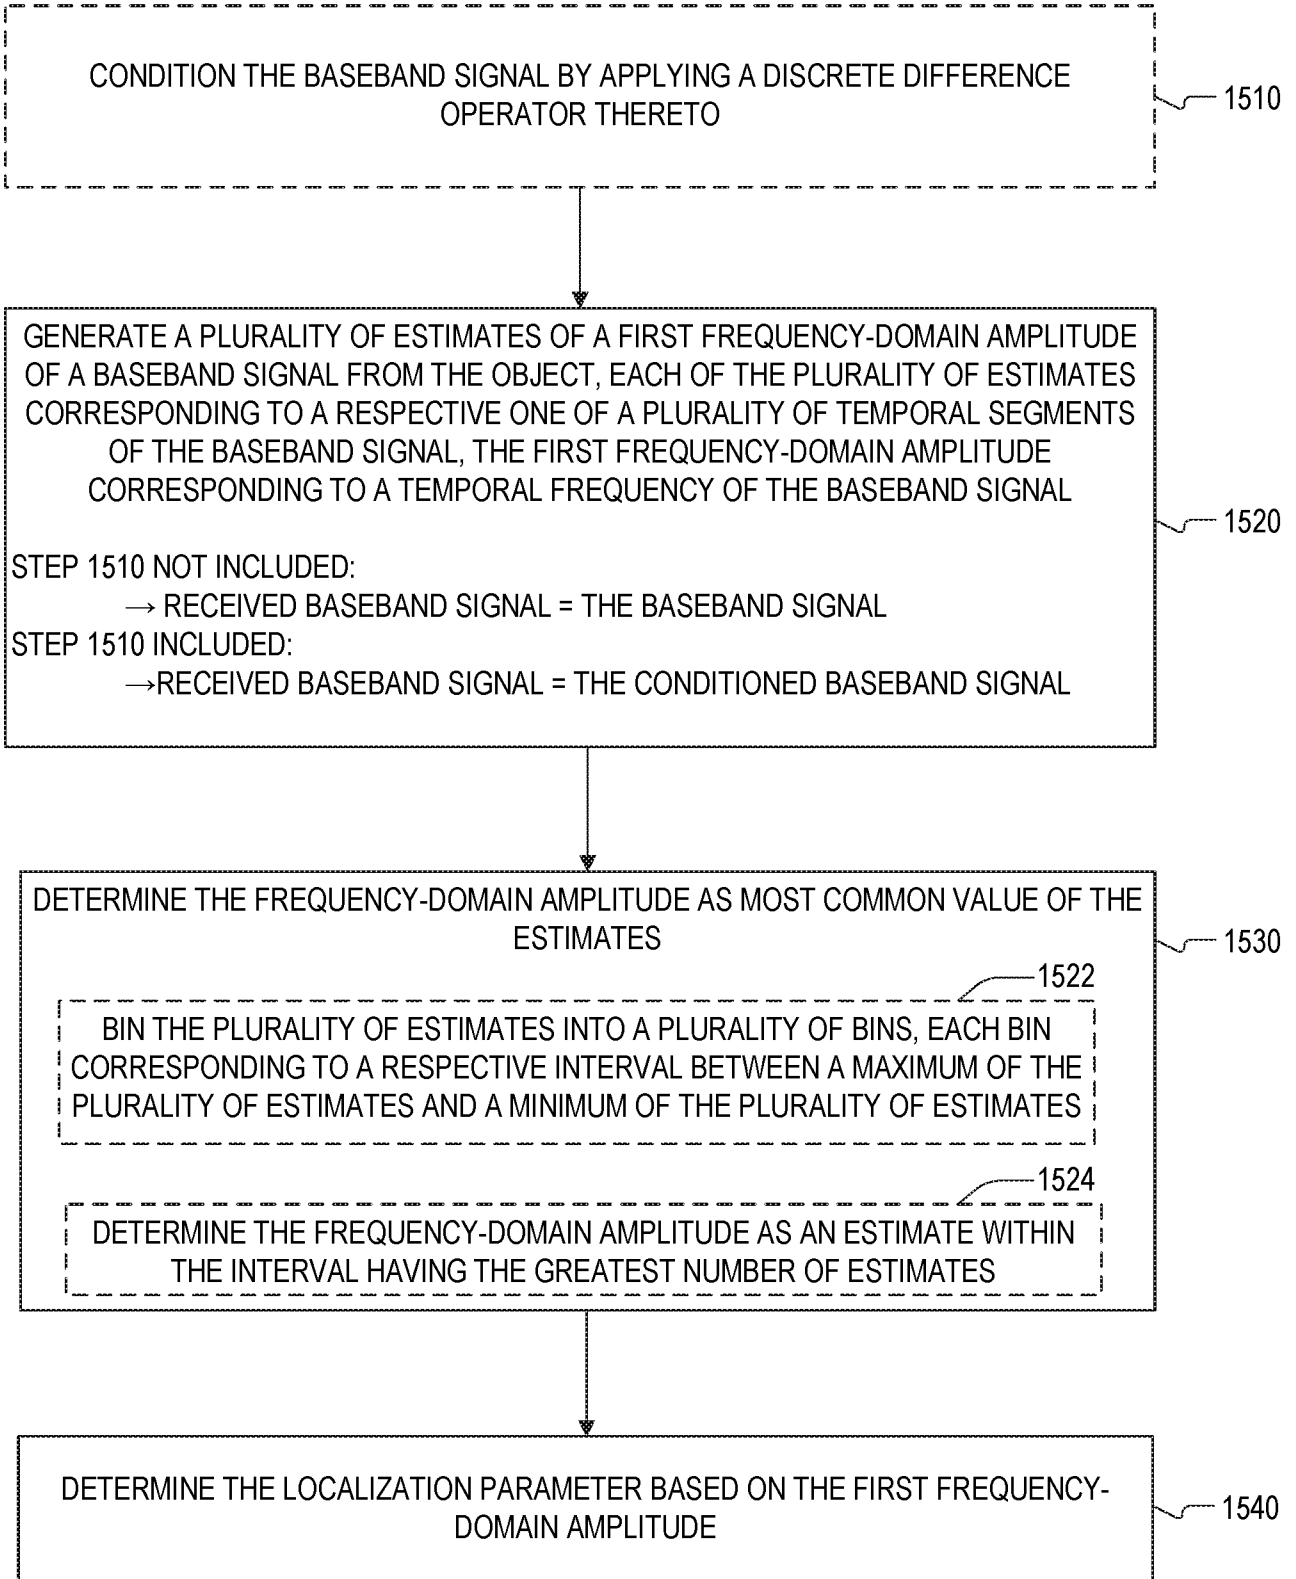 CONDITION THE BASEBAND SIGNAL BY APPLYING A DISCRETE DIFFERENCE
OPERATOR THERETO
1510
GENERATE A PLURALITY OF ESTIMATES OF A FIRST FREQUENCY-DOMAIN AMPLITUDE
OF A BASEBAND SIGNAL FROM THE OBJECT, EACH OF THE PLURALITY OF ESTIMATES
CORRESPONDING TO A RESPECTIVE ONE OF A PLURALITY OF TEMPORAL SEGMENTS
OF THE BASEBAND SIGNAL, THE FIRST FREQUENCY-DOMAIN AMPLITUDE
CORRESPONDING TO A TEMPORAL FREQUENCY OF THE BASEBAND SIGNAL
1520
STEP 1510 NOT INCLUDED:
→ RECEIVED BASEBAND SIGNAL = THE BASEBAND SIGNAL
STEP 1510 INCLUDED:
→RECEIVED BASEBAND SIGNAL = THE CONDITIONED BASEBAND SIGNAL
DETERMINE THE FREQUENCY-DOMAIN AMPLITUDE AS MOST COMMON VALUE OF THE
ESTIMATES
1530
1522
BIN THE PLURALITY OF ESTIMATES INTO A PLURALITY OF BINS, EACH BIN
CORRESPONDING TO A RESPECTIVE INTERVAL BETWEEN A MAXIMUM OF THE
PLURALITY OF ESTIMATES AND A MINIMUM OF THE PLURALITY OF ESTIMATES
1524
DETERMINE THE FREQUENCY-DOMAIN AMPLITUDE AS AN ESTIMATE WITHIN
THE INTERVAL HAVING THE GREATEST NUMBER OF ESTIMATES
DETERMINE THE LOCALIZATION PARAMETER BASED ON THE FIRST FREQUENCY-
DOMAIN AMPLITUDE
1540